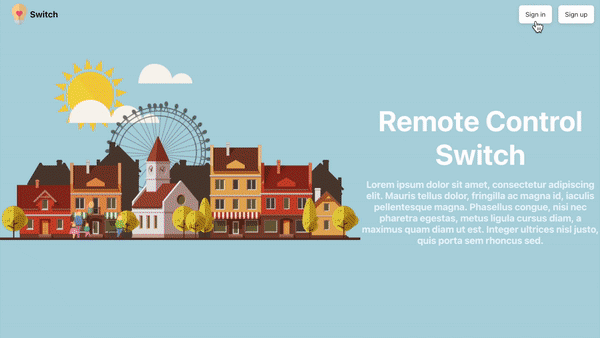 Switch
Sign in
Sign up
Remote Control
Switch
Lorem ipsum dolor sit amet, consectetur adipiscing
elit. Mauris tellus dolor, fringilla ac magna id, iaculis
pellentesque magna. Phasellus congue, nisi nec
pharetra egestas, metus ligula cursus diam, a
maximus quam diam ut est. Integer ultrices nisl justo,
quis porta sem rhoncus sed.